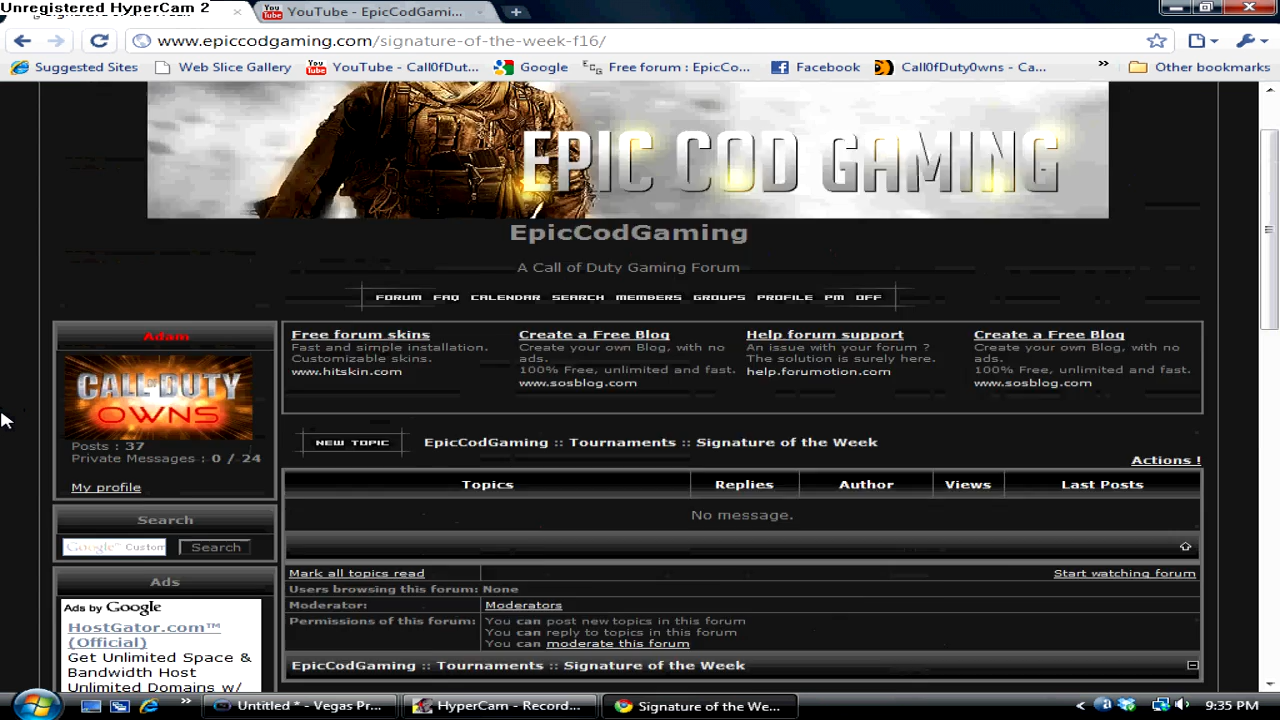 Unregistered HyperCam 2
YouTube - EpicCodGami...
www.epiccodgaming.com/signature-of-the-week-f16/
Suggested Sites
Web Slice Gallery
YouTube - Call0fDut...
Google
Free forum : EpicCo...
Facebook
Call0fDuty0wns - Ca...
Other bookmarks
EPIC COD GAMING
EpicCodGaming
A Call of Duty Gaming Forum
FORUM FAQ CALENDAR SEARCH MEMBERS GROUPS PROFILE PM OFF
Adam
CALL OF DUTY
OWNS
Posts : 37
Private Messages : 0 / 24
My profile
Search
Google™ Custom
Search
Ads
Ads by Google
HostGator.com™
(Official)
Get Unlimited Space &
Bandwidth Host
Unlimited Domains w/
Free forum skins
Fast and simple installation.
Customizable skins.
www.hitskin.com
Create a Free Blog
Create your own Blog, with no
ads.
100% Free, unlimited and fast.
www.sosblog.com
Help forum support
An issue with your forum ?
The solution is surely here.
help.forumotion.com
Create a Free Blog
Create your own Blog, with no
ads.
100% Free, unlimited and fast.
www.sosblog.com
NEW TOPIC
EpicCodGaming :: Tournaments :: Signature of the Week
Actions !
Topics Replies Author Views Last Posts
No message.
Mark all topics read
Start watching forum
Users browsing this forum: None
Moderator: Moderators
Permissions of this forum: You can post new topics in this forum
You can reply to topics in this forum
You can moderate this forum
EpicCodGaming :: Tournaments :: Signature of the Week
Untitled * - Vegas Pr...
HyperCam - Record...
Signature of the We...
9:35 PM